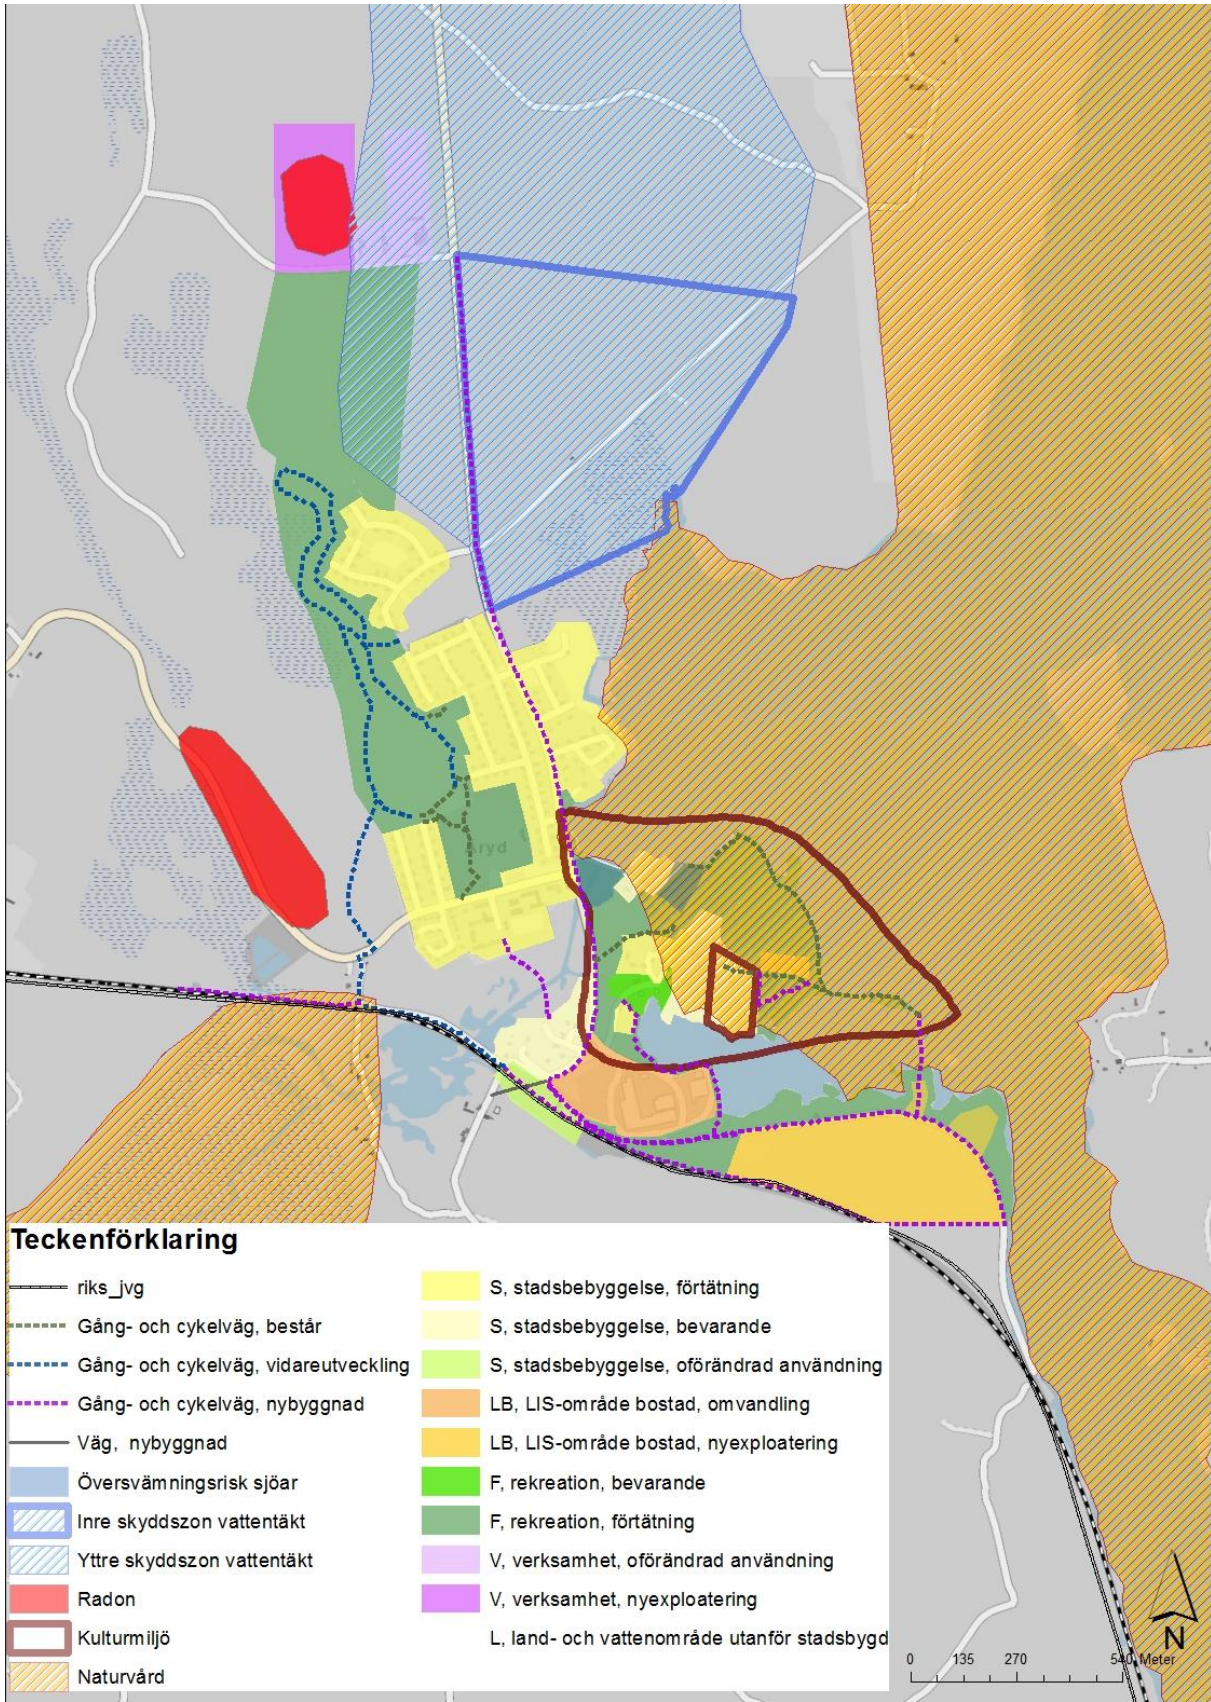 Aryd
Teckenförklaring
riks_jvg
Gång- och cykelväg, består
Gång- och cykelväg, vidareutveckling
Gång- och cykelväg, nybyggnad
Väg, nybyggnad
Översvämningsrisk sjöar
Inre skyddszon vattentäkt
Yttre skyddszon vattentäkt
Radon
Kulturmiljö
Naturvård
S, stadsbebyggelse, förtätning
S, stadsbebyggelse, bevarande
S, stadsbebyggelse, oförändrad användning
LB, LIS-område bostad, omvandling
LB, LIS-område bostad, nyexploatering
F, rekreation, bevarande
F, rekreation, förtätning
V, verksamhet, oförändrad användning
V, verksamhet, nyexploatering
L, land- och vattenområde utanför stadsbygd
N
0 135 270 540 Meter